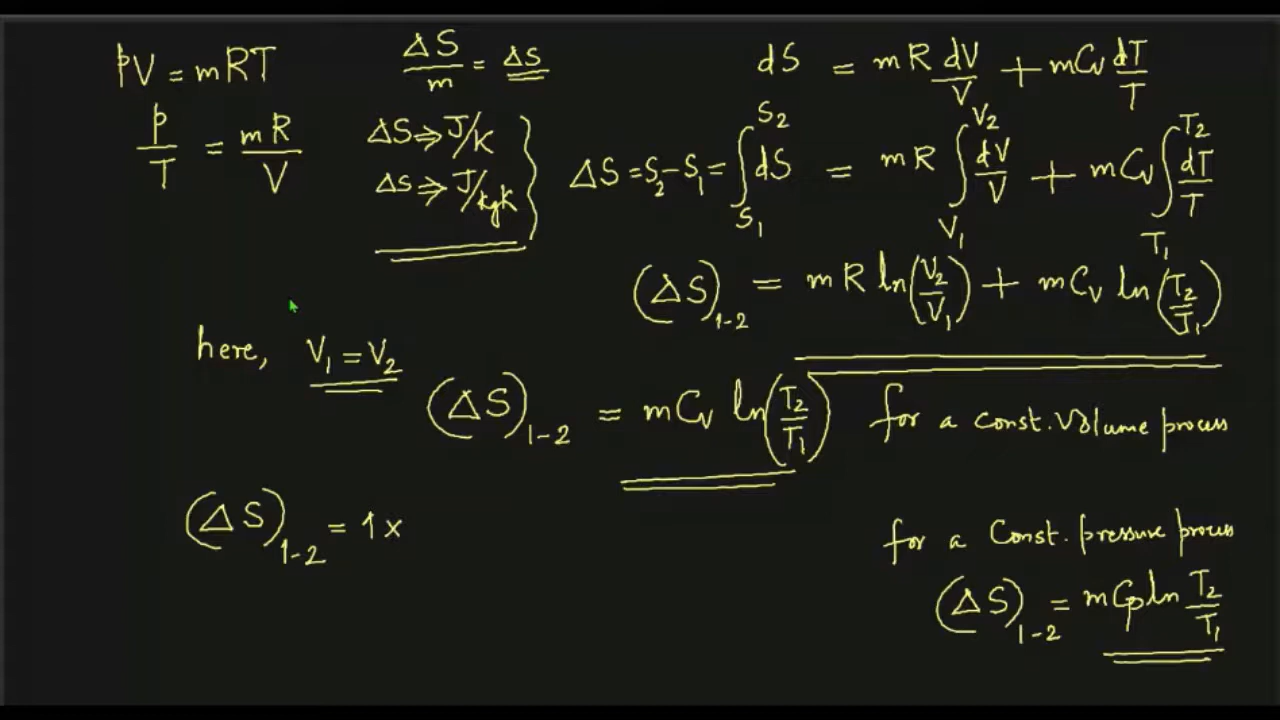 pV = mRT
p/T = mR/V
ΔS/m = Δs
ΔS ⇒ J/K
Δs ⇒ J/kgK
dS = mR dV/V + mCv dT/T
ΔS = S₂ - S₁ = ∫_{S₁}^{S₂} dS = mR ∫_{V₁}^{V₂} dV/V + mCv ∫_{T₁}^{T₂} dT/T
(ΔS)₁₋₂ = mR ln(V₂/V₁) + mCv ln(T₂/T₁)
here, V₁ = V₂
(ΔS)₁₋₂ = mCv ln(T₂/T₁) for a const. volume process
(ΔS)₁₋₂ = 1 x
for a Const. pressure process
(ΔS)₁₋₂ = mCp ln T₂/T₁